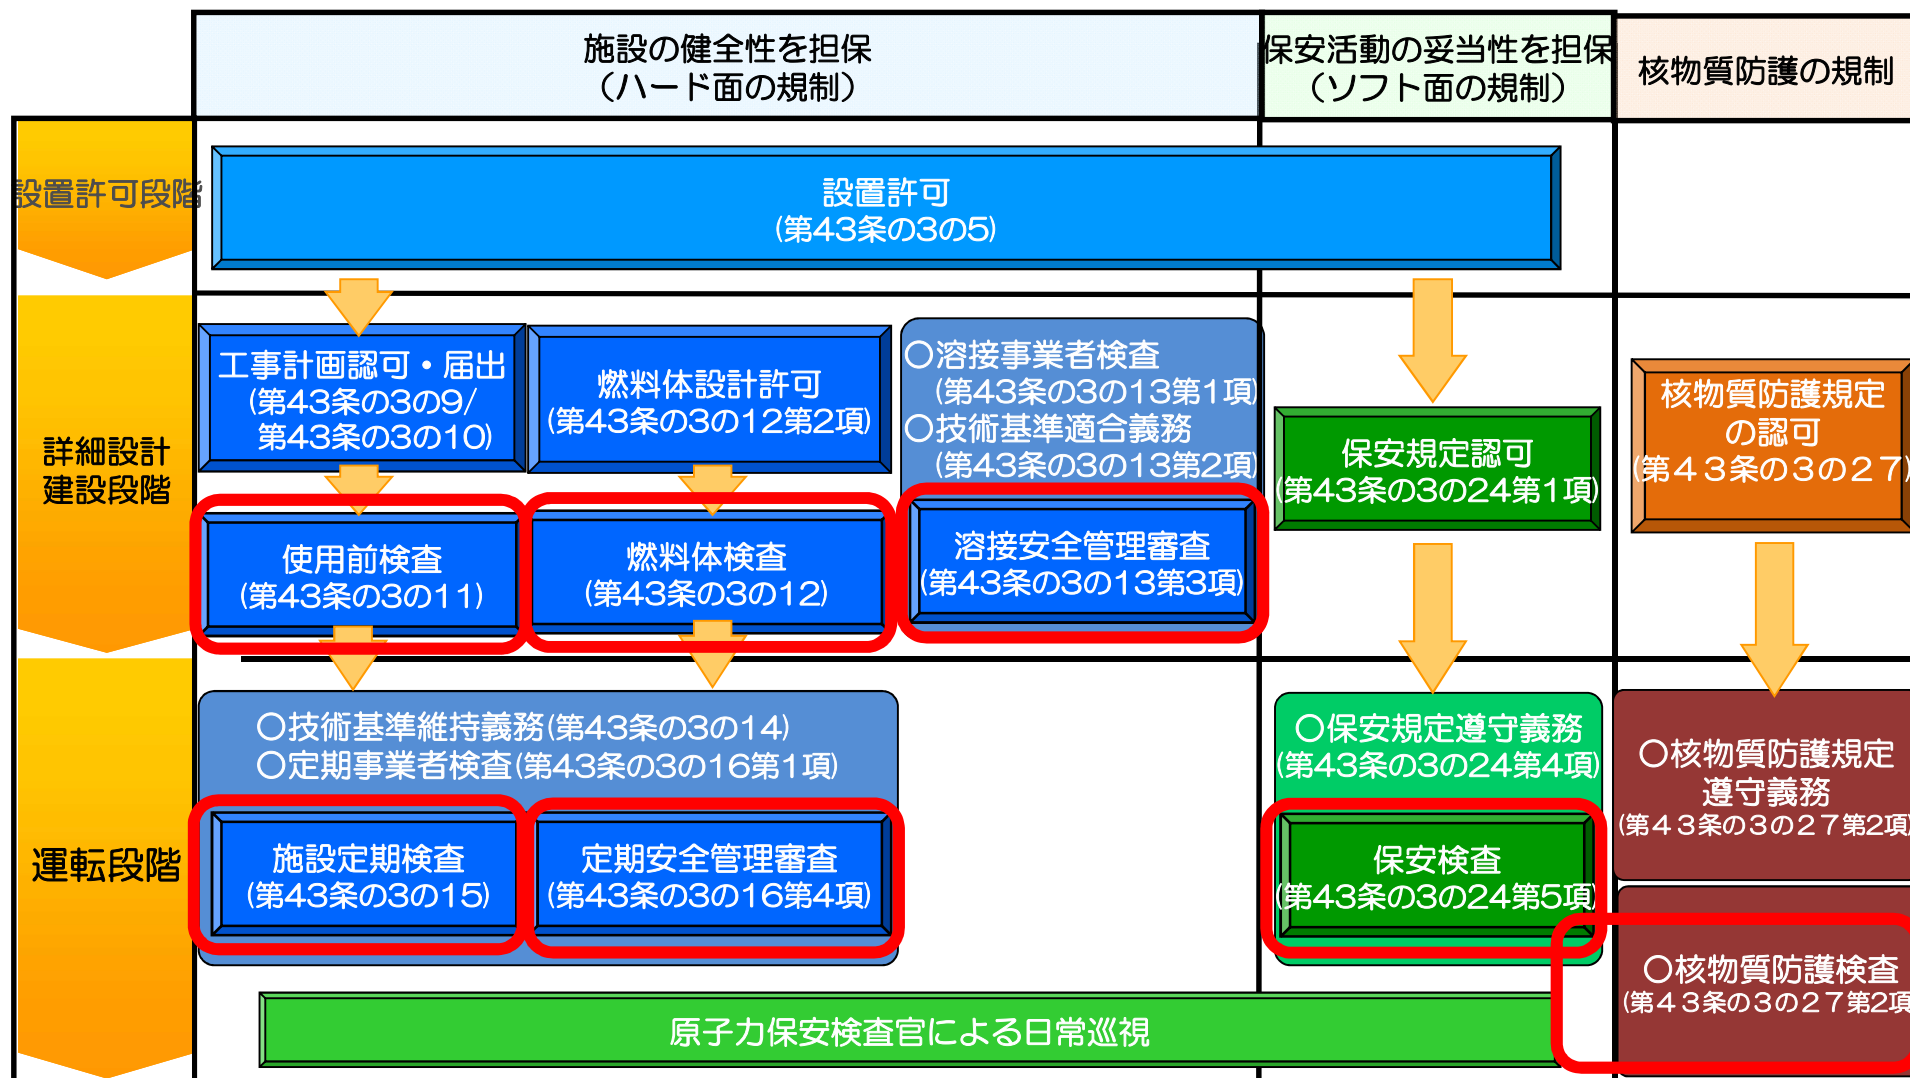 施設の健全性を担保
（ハード面の規制）
保安活動の妥当性を担保
（ソフト面の規制）
核物質防護の規制
設置許可段階
設置許可
(第43条の3の5)
詳細設計
建設段階
工事計画認可・届出
(第43条の3の9/
第43条の3の10)
燃料体設計許可
(第43条の3の12第2項)
〇溶接事業者検査
(第43条の3の13第1項)
〇技術基準適合義務
(第43条の3の13第2項)
保安規定認可
(第43条の3の24第1項)
核物質防護規定
の認可
(第４３条の３の２７)
使用前検査
(第43条の3の11)
燃料体検査
(第43条の3の12)
溶接安全管理審査
(第43条の3の13第3項)
運転段階
〇技術基準維持義務(第43条の3の14)
〇定期事業者検査(第43条の3の16第1項)
施設定期検査
(第43条の3の15)
定期安全管理審査
(第43条の3の16第4項)
〇保安規定遵守義務
(第43条の3の24第4項)
保安検査
(第43条の3の24第5項)
〇核物質防護規定
遵守義務
(第４３条の３の２７第2項
〇核物質防護検査
(第４３条の３の２７第2項
原子力保安検査官による日常巡視